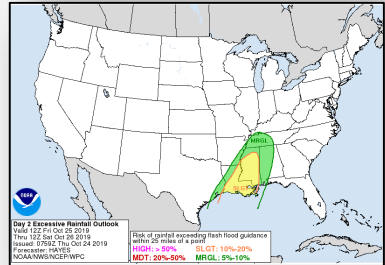 MRGL
SLGT
NOAA
Day 2 Excessive Rainfall Outlook
Valid 12Z Fri Oct 25 2019
Thru 12Z Sat Oct 26 2019
Issued: 0759Z Thu Oct 24 2019
Forecaster: HAYES
NOAA/NWS/NCEP/WPC
Risk of rainfall exceeding flash flood guidance
within 25 miles of a point
HIGH: > 50% SLGT: 10%-20%
MDT: 20%-50% MRGL: 5%-10%